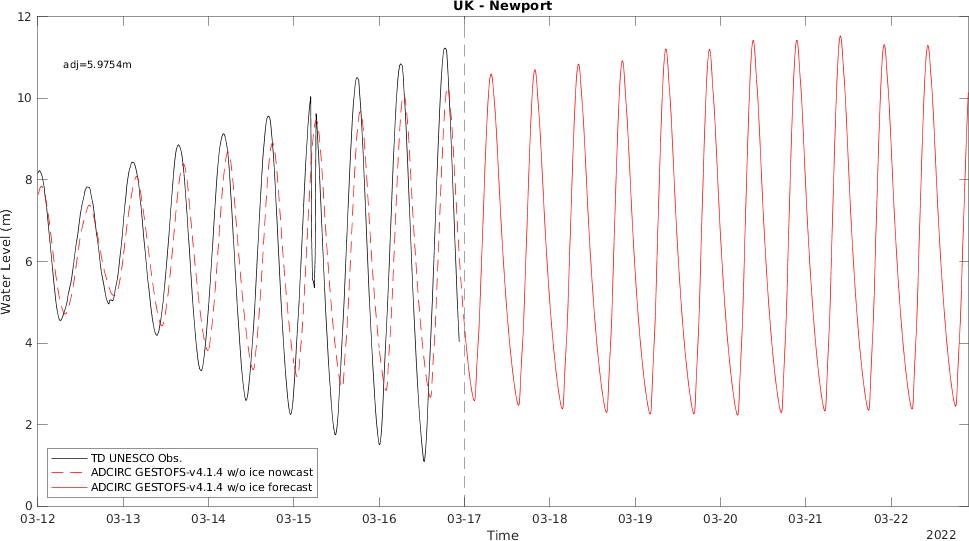 UK - Newport
12
10
8
6
4
2
0
Water Level (m)
adj=5.9754m
TD UNESCO Obs.
ADCIRC GESTOFS-v4.1.4 w/o ice nowcast
ADCIRC GESTOFS-v4.1.4 w/o ice forecast
03-12 03-13 03-14 03-15 03-16 03-17 03-18 03-19 03-20 03-21 03-22
Time
2022